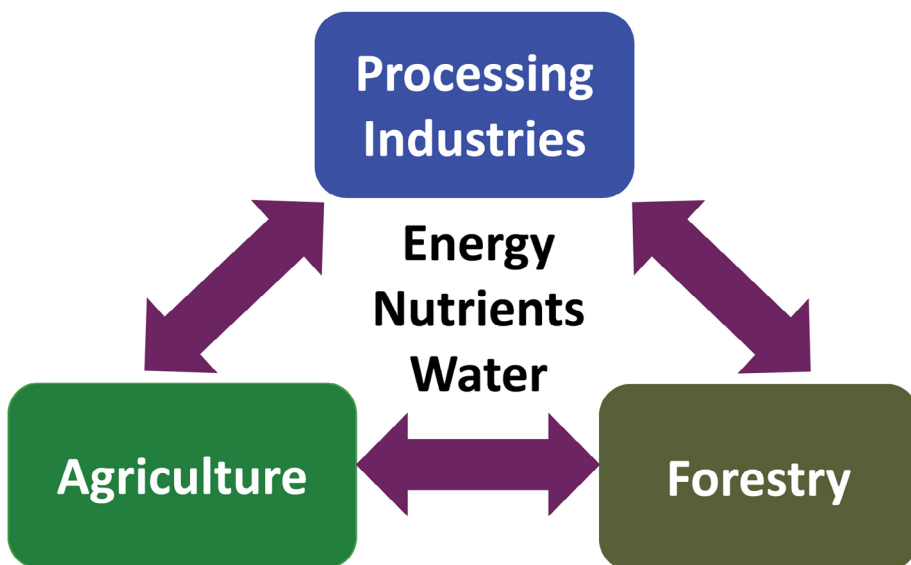 Processing
Industries
Energy
Nutrients
Water
Agriculture
Forestry